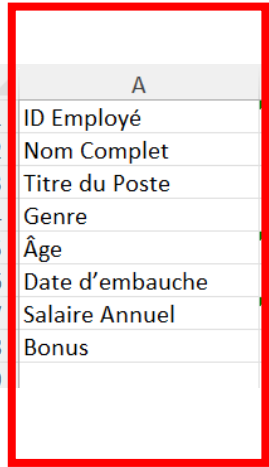 A
ID Employé
Nom Complet
Titre du Poste
Genre
Âge
Date d’embauche
Salaire Annuel
Bonus